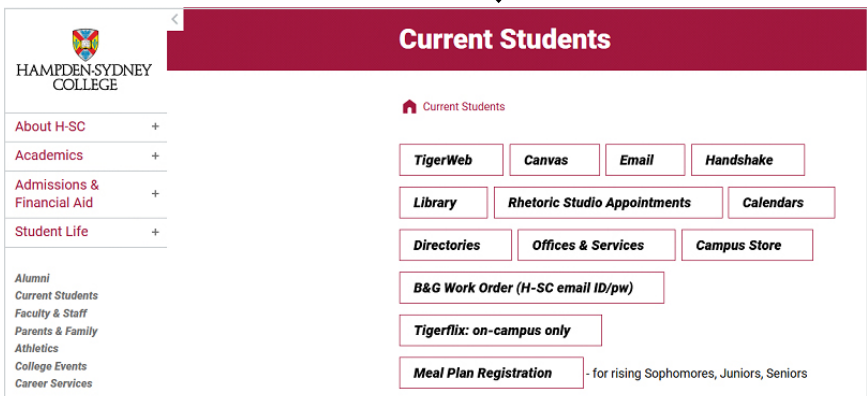 HAMPDEN-SYDNEY
COLLEGE
About H-SC +
Academics +
Admissions &
Financial Aid +
Student Life +
Alumni
Current Students
Faculty & Staff
Parents & Family
Athletics
College Events
Career Services
Current Students
Current Students
TigerWeb Canvas Email Handshake
Library Rhetoric Studio Appointments Calendars
Directories Offices & Services Campus Store
B&G Work Order (H-SC email ID/pw)
Tigerflix: on-campus only
Meal Plan Registration - for rising Sophomores, Juniors, Seniors